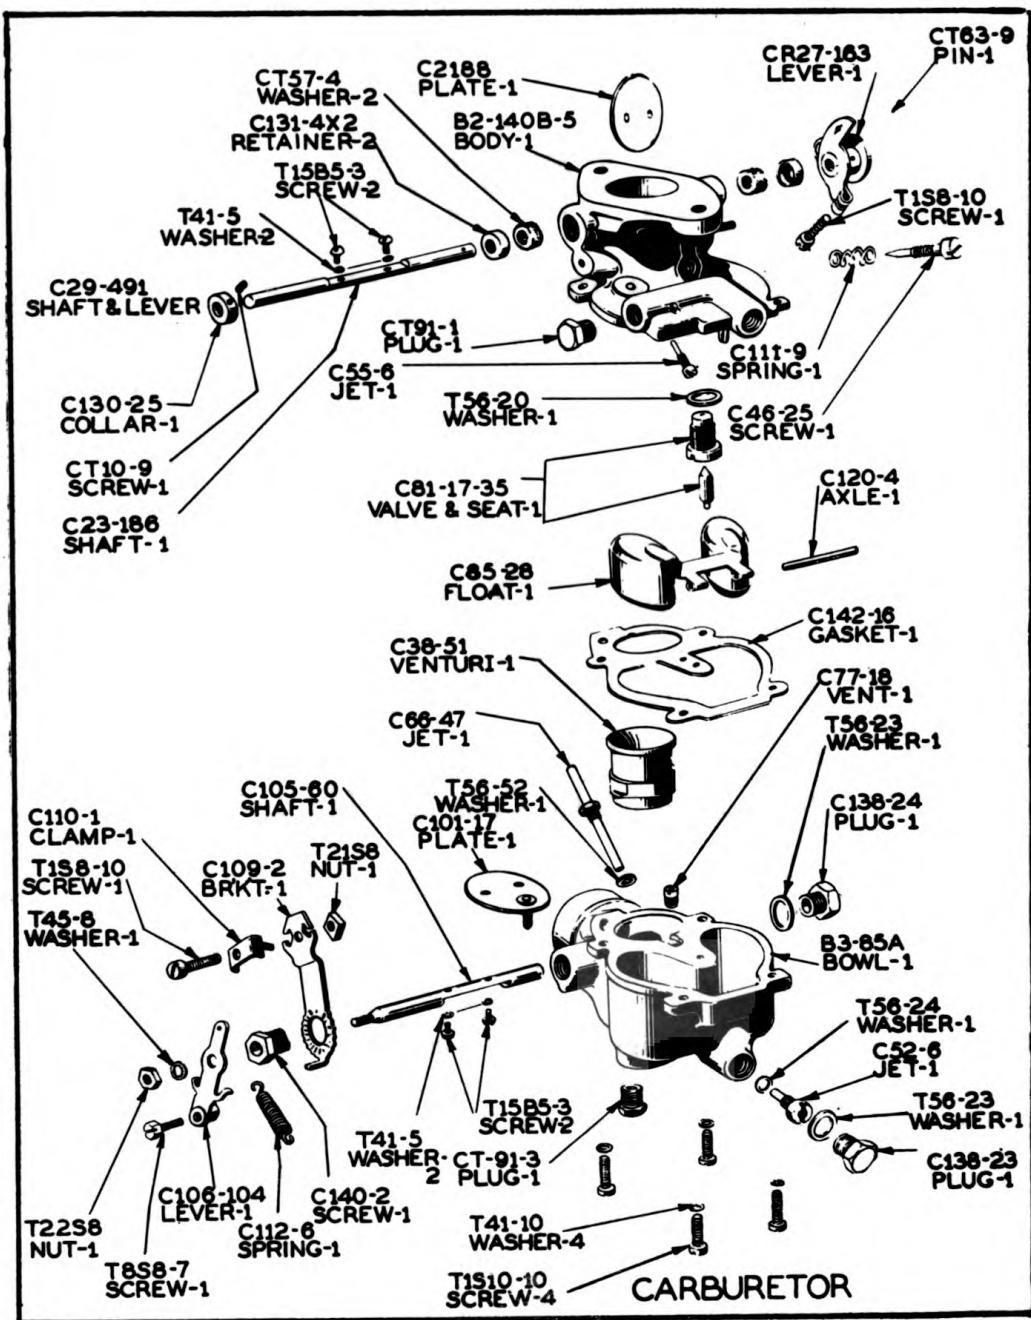 CT63-9
PIN-1
CR27-163
LEVER-1
C2188
PLATE-1
CT57-4
WASHER-2
C131-4X2
RETAINER-2
B2-140B-5
BODY-1
T15B5-3
SCREW-2
T1S8-10
SCREW-1
T41-5
WASHER-2
C29-491
SHAFT & LEVER
CT91-1
PLUG-1
C55-6
JET-1
C111-9
SPRING-1
C130-25
COLLAR-1
T56-20
WASHER-1
C46-25
SCREW-1
CT10-9
SCREW-1
C81-17-35
VALVE & SEAT-1
C120-4
AXLE-1
C23-186
SHAFT-1
C85-28
FLOAT-1
C142-16
GASKET-1
C38-51
VENTURI-1
C77-18
VENT-1
C66-47
JET-1
T56-23
WASHER-1
C105-60
SHAFT-1
T56-52
WASHER-1
C138-24
PLUG-1
C110-1
CLAMP-1
C101-17
PLATE-1
T21S8
NUT-1
T1S8-10
SCREW-1
C109-2
BRKT-1
T45-8
WASHER-1
B3-85A
BOWL-1
T56-24
WASHER-1
C52-6
JET-1
T56-23
WASHER-1
T15B5-3
SCREW-2
T41-5
WASHER-
2
CT-91-3
PLUG-1
C138-23
PLUG-1
C106-104
LEVER-1
C140-2
SCREW-1
T22S8
NUT-1
C112-6
SPRING-1
T41-10
WASHER-4
T8S8-7
SCREW-1
T1S10-10
SCREW-4
CARBURETOR